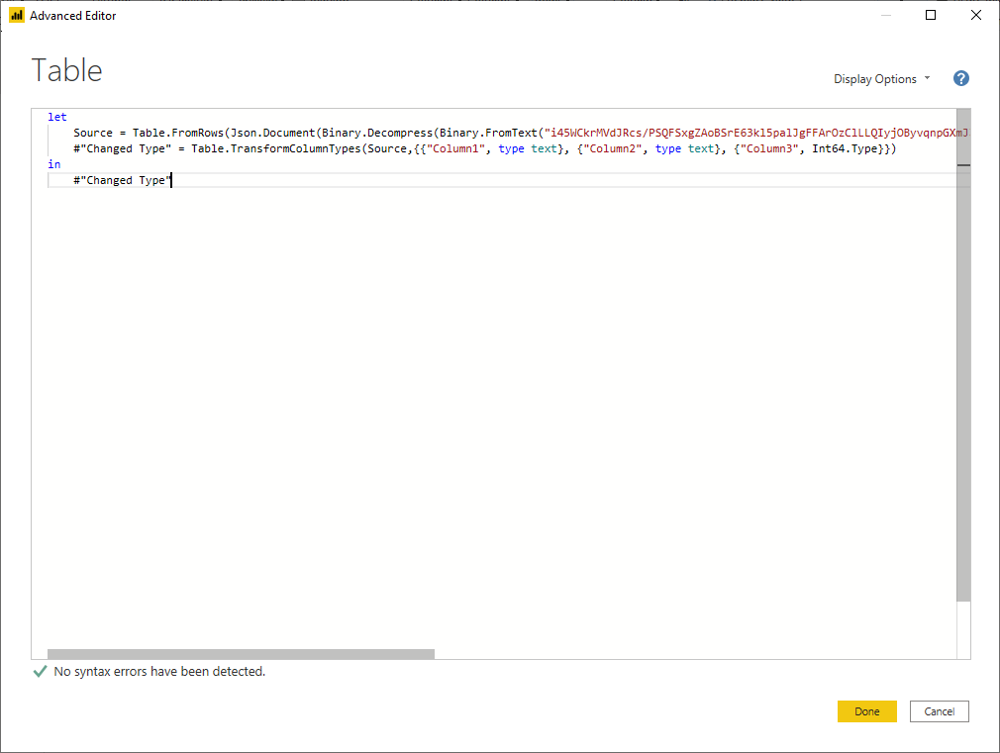 Advanced Editor
Table
Display Options
?
let
Source = Table.FromRows(Json.Document(Binary.Decompress(Binary.FromText("i45WCkrMVdJRcs/PSQFSxgZAoBSrE63kl5palJgFFArOzClLLQIyjOByvqnpGXmJ
#"Changed Type" = Table.TransformColumnTypes(Source,{{"Column1", type text}, {"Column2", type text}, {"Column3", Int64.Type}})
in
#"Changed Type"
No syntax errors have been detected.
Done
Cancel